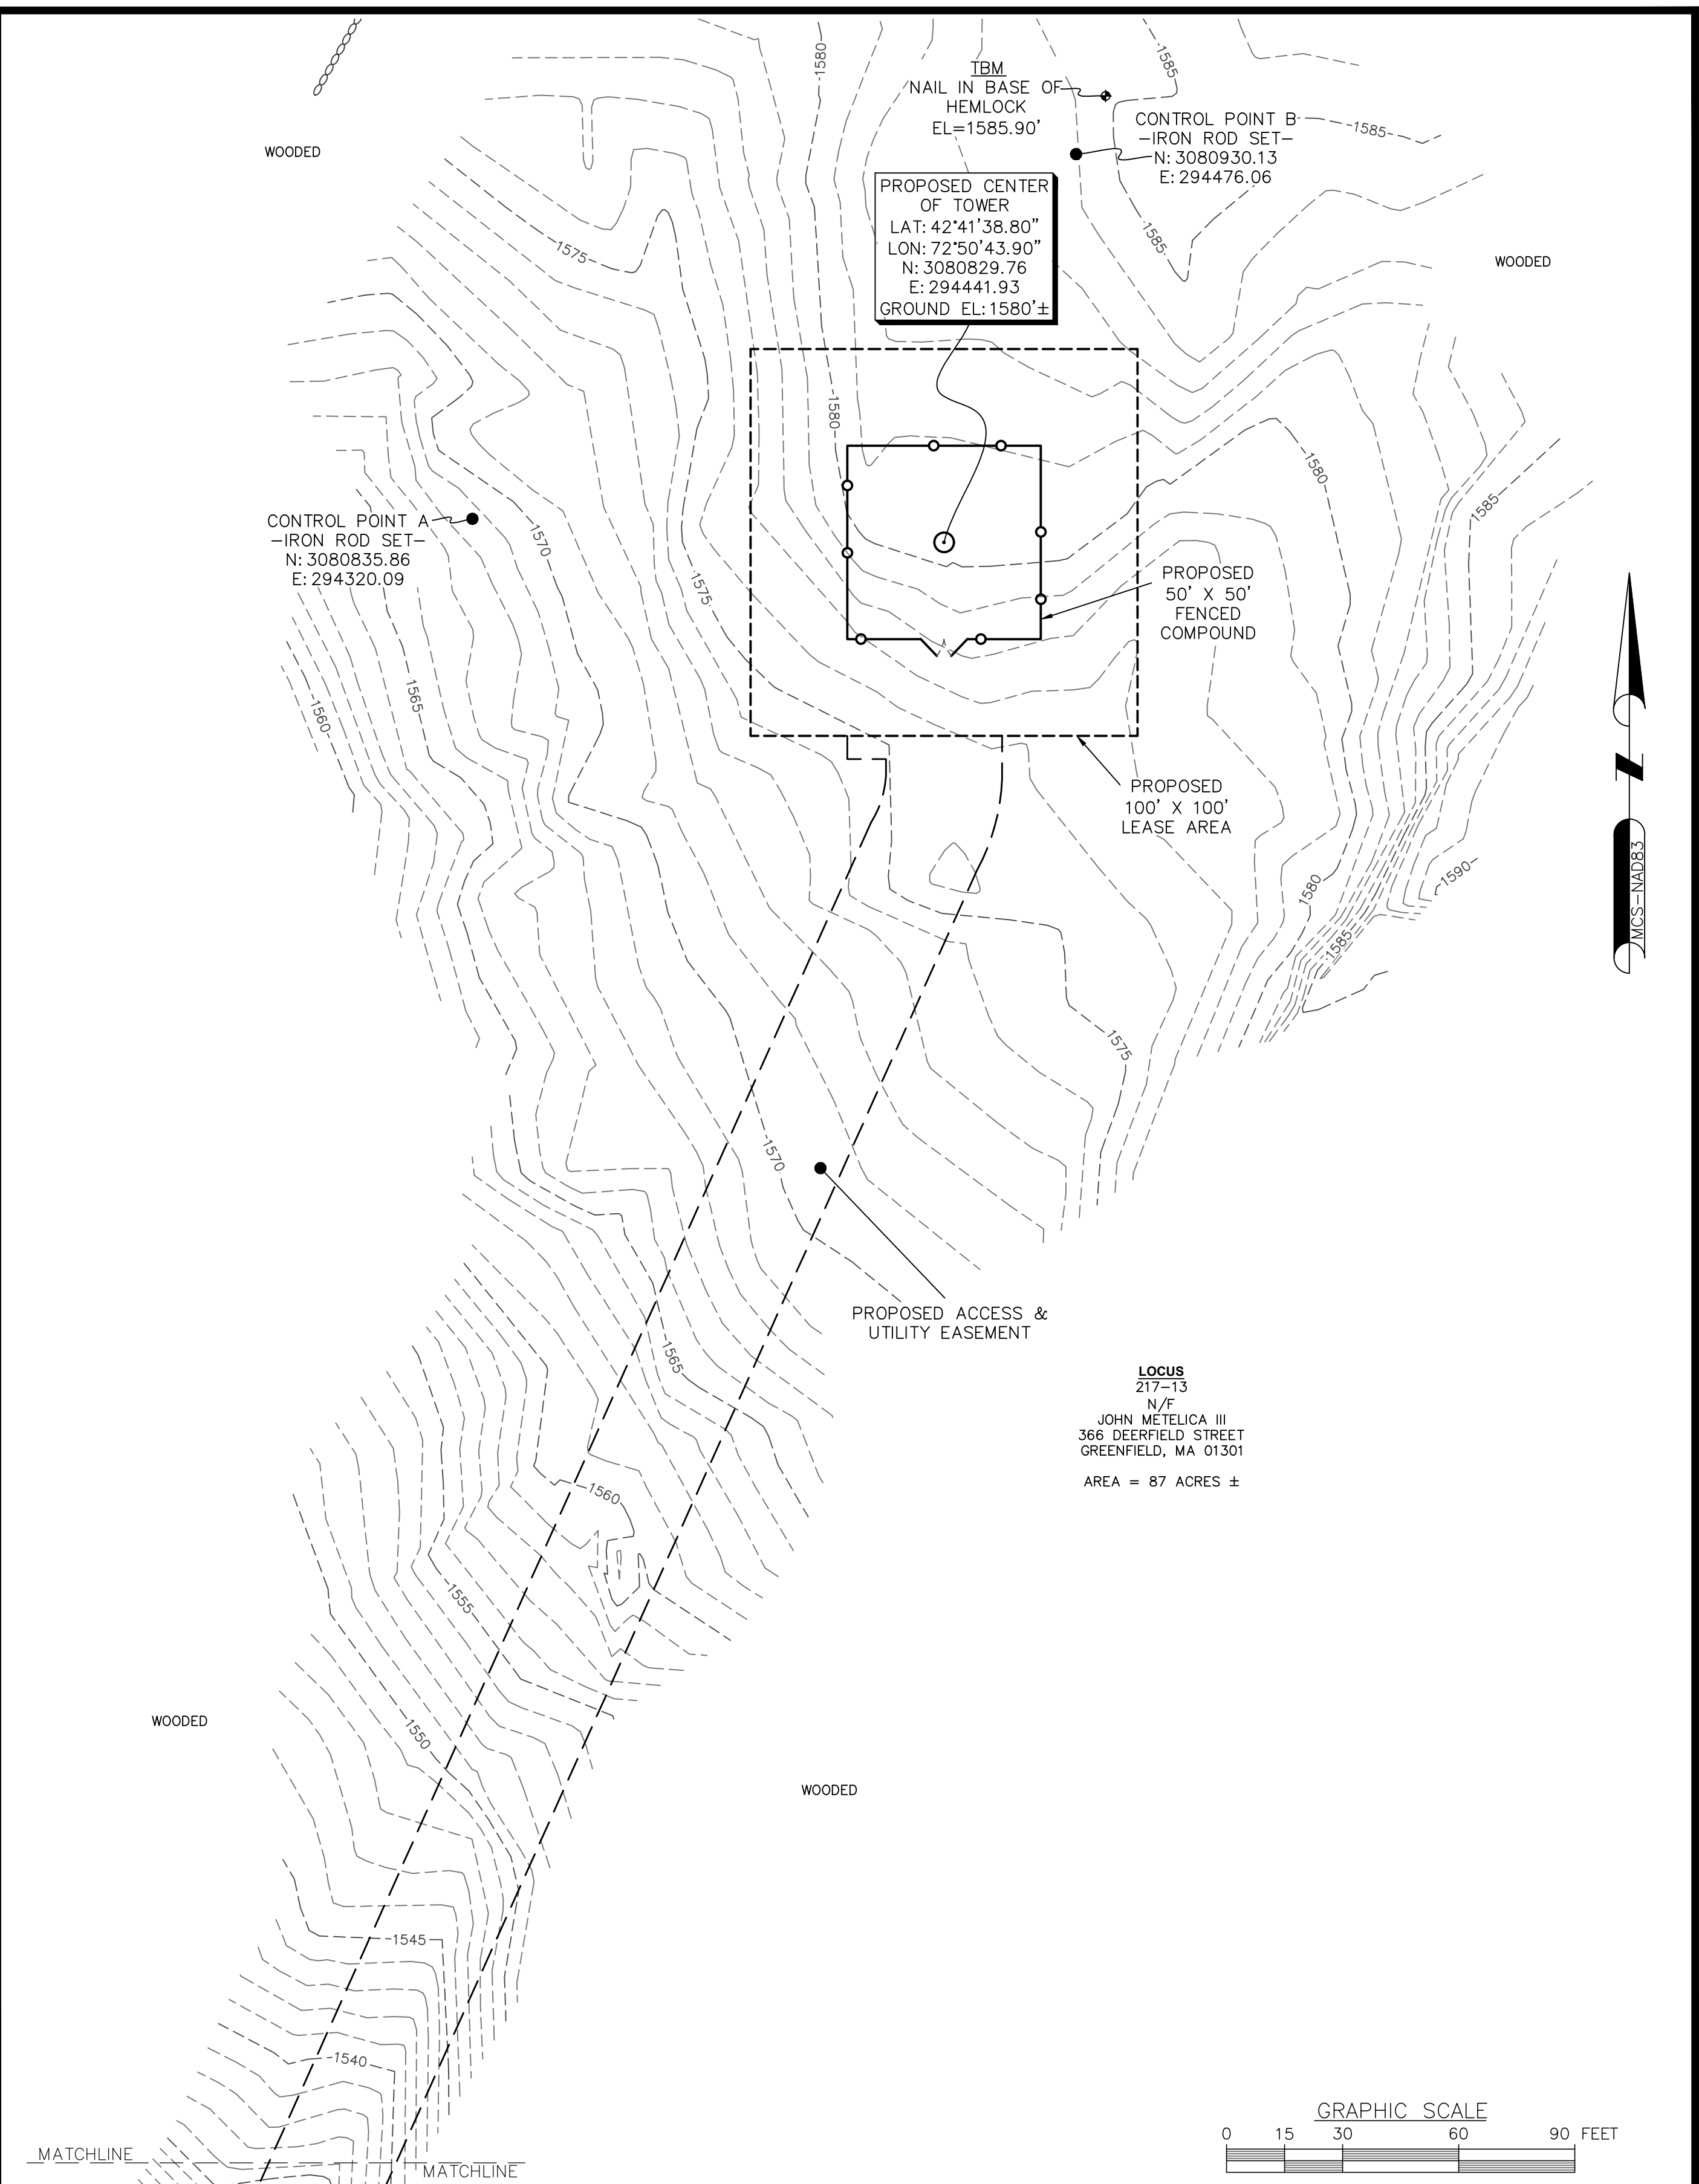 -1580
TBM
NAIL IN BASE OF
HEMLOCK
EL=1585.90'
-1585
CONTROL POINT B
-IRON ROD SET-
N: 3080930.13
E: 294476.06
-1585-
WOODED
PROPOSED CENTER
OF TOWER
LAT: 42°41'38.80"
LON: 72°50'43.90"
N: 3080829.76
E: 294441.93
GROUND EL: 1580'±
1575
-1585
WOODED
-1580
1580
1585
CONTROL POINT A
-IRON ROD SET-
N: 3080835.86
E: 294320.09
1570
-1575
PROPOSED
50' X 50'
FENCED
COMPOUND
1565
-1560
PROPOSED
100' X 100'
LEASE AREA
MCS-NAD83
1580
-1590-
-1585-
-1575
-1570
PROPOSED ACCESS &
UTILITY EASEMENT
-1565
LOCUS
217-13
N/F
JOHN METELICA III
366 DEERFIELD STREET
GREENFIELD, MA 01301
AREA = 87 ACRES ±
-1560
-1555
WOODED
1550
WOODED
-1545
-1540
GRAPHIC SCALE
0 15 30 60 90 FEET
MATCHLINE
MATCHLINE